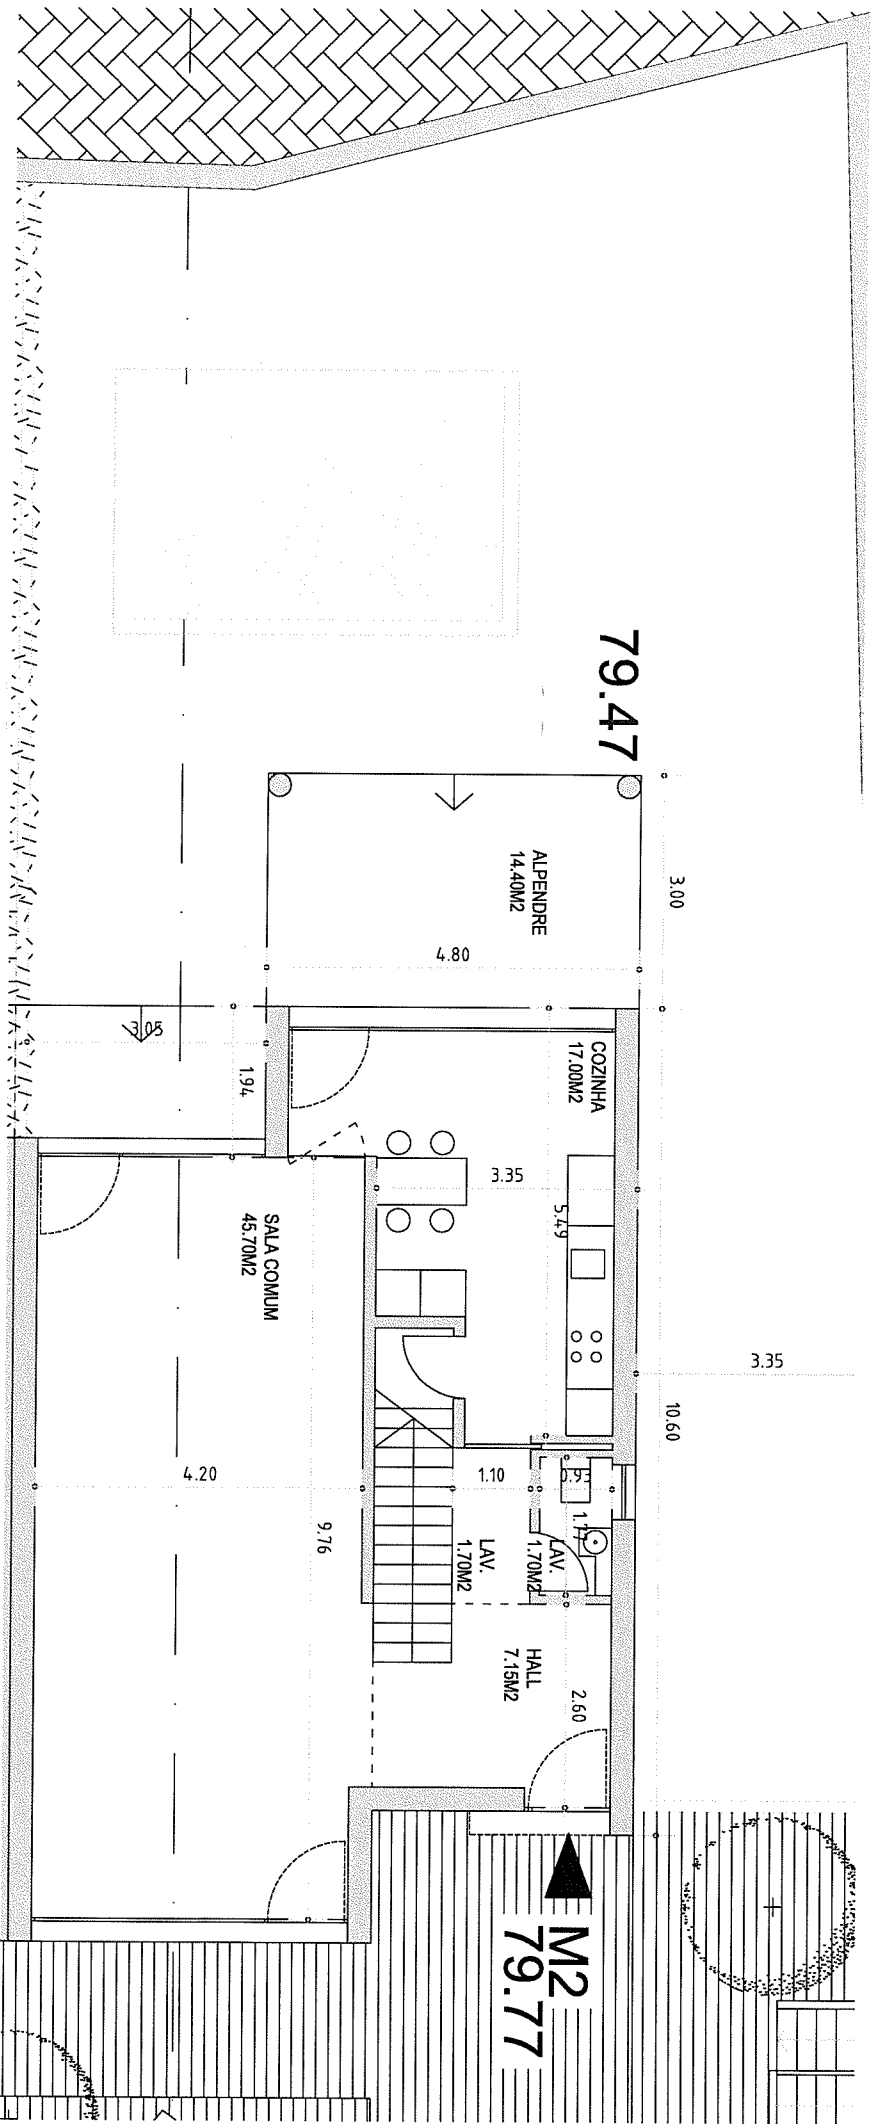 79.47
3.00
ALPENDRE
14.40M2
4.80
3.05
1.94
COZINHA
17.00M2
3.35
5.49
SALA COMUM
45.70M2
3.35
10.60
4.20
9.76
1.10
0.93
1.77
LAV.
1.70M2
LAV.
1.70M2
HALL
7.15M2
2.60
M2
79.77